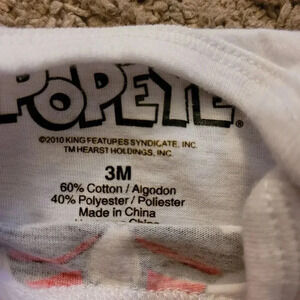 POPEYE®
©2010 KING FEATURES SYNDICATE, INC.
TM HEARST HOLDINGS, INC.
3M
60% Cotton / Algodon
40% Polyester / Poliester
Made in China